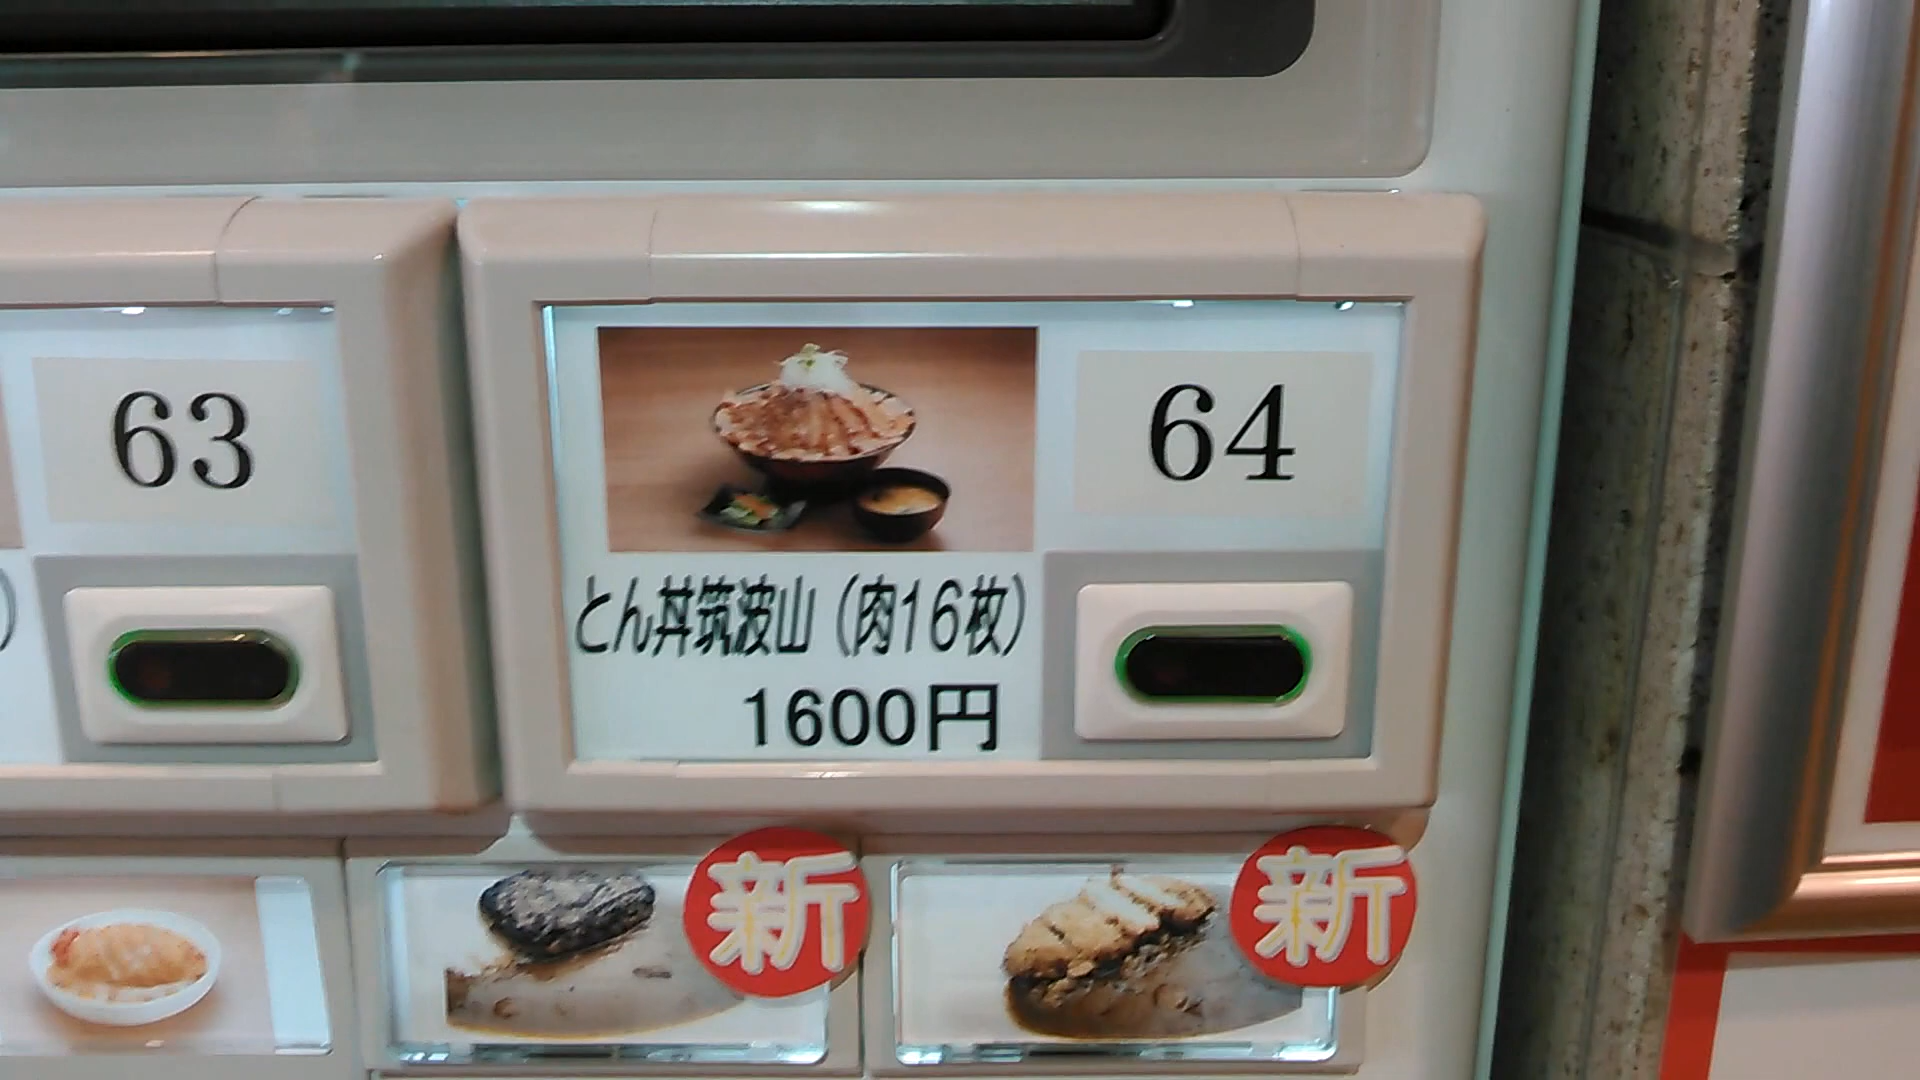 63
64
とん丼筑波山（肉16枚）
1600円
）
新
新